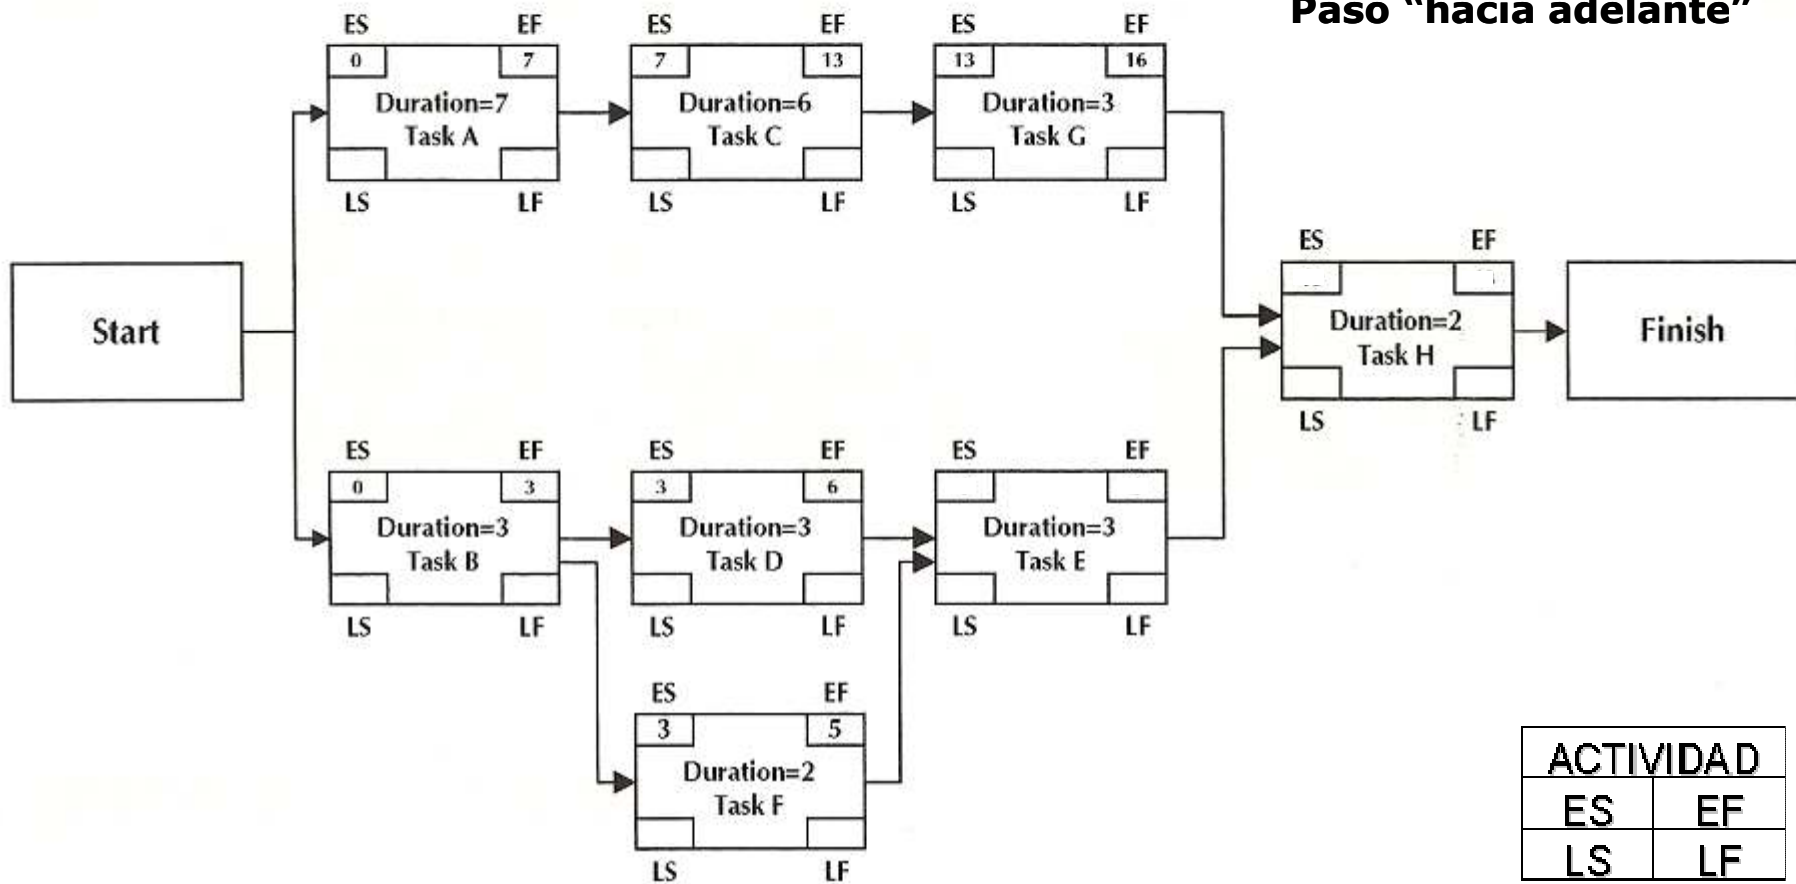 Paso “hacia adelante”
ES EF ES EF ES EF
0 7 7 13 13 16
Duration=7 Duration=6 Duration=3
Task A Task C Task G
LS LF LS LF LS LF
ES EF
Start Duration=2 Finish
Task H
LS LF
ES EF ES EF ES EF
0 3 3 6
Duration=3 Duration=3 Duration=3
Task B Task D Task E
LS LF LS LF LS LF
ES EF
3 5
Duration=2
Task F
LS LF
ACTIVIDAD
ES EF
LS LF